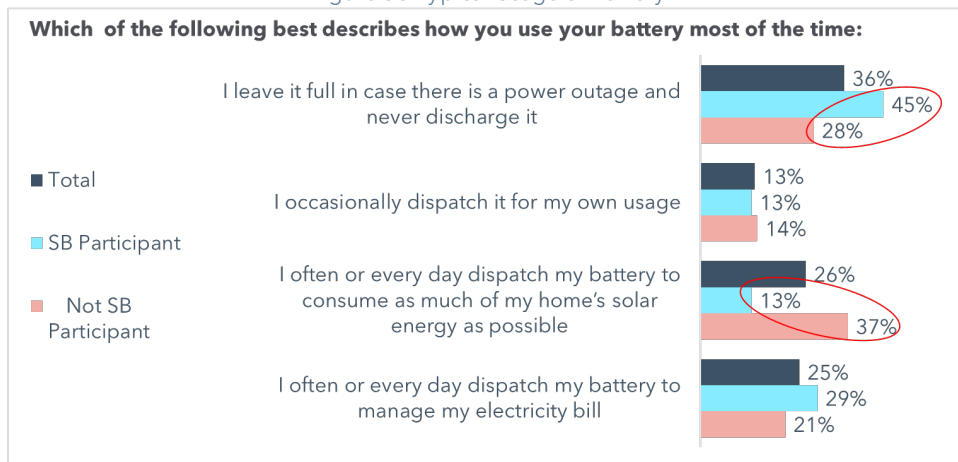 Which of the following best describes how you use your battery most of the time:
I leave it full in case there is a power outage and
never discharge it
36%
45%
28%
Total
SB Participant
Not SB
Participant
I occasionally dispatch it for my own usage
13%
13%
14%
I often or every day dispatch my battery to
consume as much of my home's solar
energy as possible
26%
13%
37%
I often or every day dispatch my battery to
manage my electricity bill
25%
29%
21%